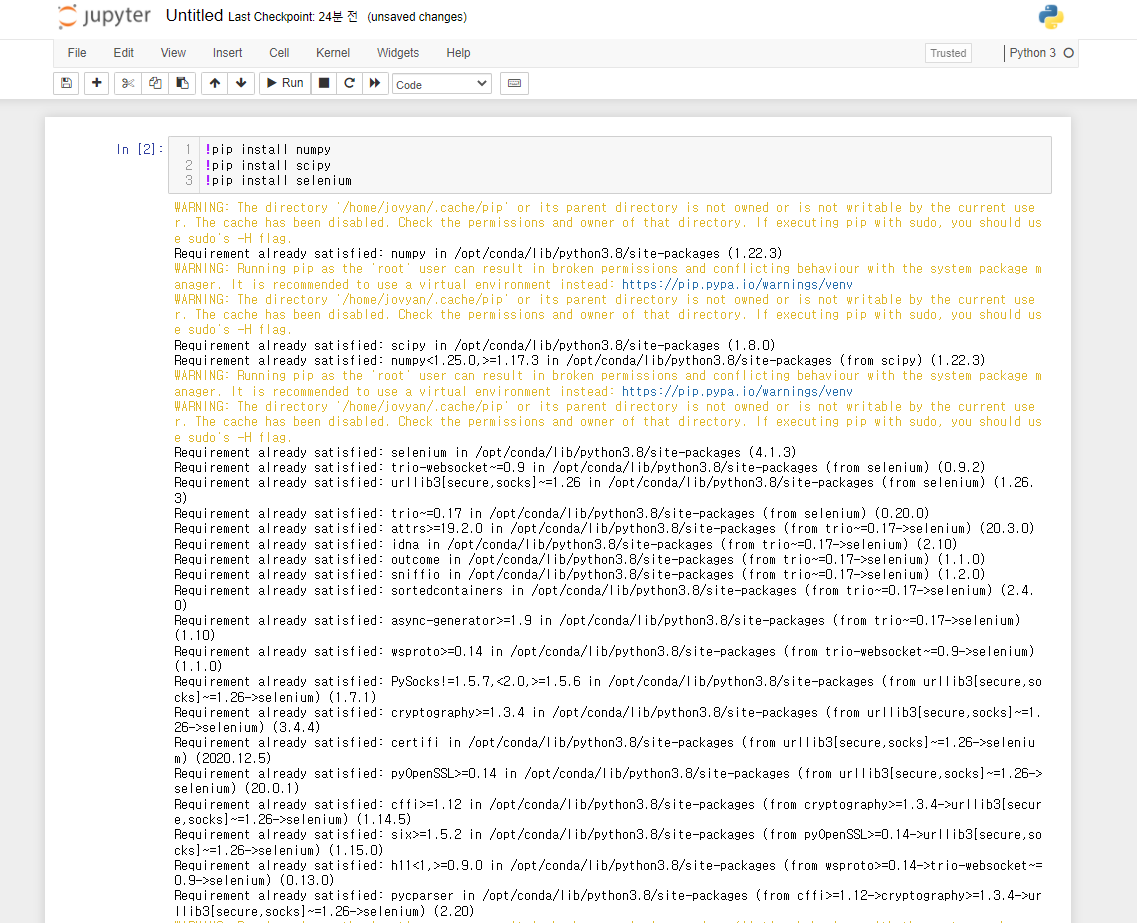 jupyter Untitled Last Checkpoint: 24분 전 (unsaved changes)
File Edit View Insert Cell Kernel Widgets Help Trusted Python 3
Run Code
In [2]:
1 !pip install numpy
2 !pip install scipy
3 !pip install selenium
WARNING: The directory '/home/jovyan/.cache/pip' or its parent directory is not owned or is not writable by the current use
r. The cache has been disabled. Check the permissions and owner of that directory. If executing pip with sudo, you should us
e sudo's -H flag.
Requirement already satisfied: numpy in /opt/conda/lib/python3.8/site-packages (1.22.3)
WARNING: Running pip as the 'root' user can result in broken permissions and conflicting behaviour with the system package m
anager. It is recommended to use a virtual environment instead: https://pip.pypa.io/warnings/venv
WARNING: The directory '/home/jovyan/.cache/pip' or its parent directory is not owned or is not writable by the current use
r. The cache has been disabled. Check the permissions and owner of that directory. If executing pip with sudo, you should us
e sudo's -H flag.
Requirement already satisfied: scipy in /opt/conda/lib/python3.8/site-packages (1.8.0)
Requirement already satisfied: numpy<1.25.0,>=1.17.3 in /opt/conda/lib/python3.8/site-packages (from scipy) (1.22.3)
WARNING: Running pip as the 'root' user can result in broken permissions and conflicting behaviour with the system package m
anager. It is recommended to use a virtual environment instead: https://pip.pypa.io/warnings/venv
WARNING: The directory '/home/jovyan/.cache/pip' or its parent directory is not owned or is not writable by the current use
r. The cache has been disabled. Check the permissions and owner of that directory. If executing pip with sudo, you should us
e sudo's -H flag.
Requirement already satisfied: selenium in /opt/conda/lib/python3.8/site-packages (4.1.3)
Requirement already satisfied: trio-websocket~=0.9 in /opt/conda/lib/python3.8/site-packages (from selenium) (0.9.2)
Requirement already satisfied: urllib3[secure,socks]~=1.26 in /opt/conda/lib/python3.8/site-packages (from selenium) (1.26.
3)
Requirement already satisfied: trio~=0.17 in /opt/conda/lib/python3.8/site-packages (from selenium) (0.20.0)
Requirement already satisfied: attrs>=19.2.0 in /opt/conda/lib/python3.8/site-packages (from trio~=0.17->selenium) (20.3.0)
Requirement already satisfied: idna in /opt/conda/lib/python3.8/site-packages (from trio~=0.17->selenium) (2.10)
Requirement already satisfied: outcome in /opt/conda/lib/python3.8/site-packages (from trio~=0.17->selenium) (1.1.0)
Requirement already satisfied: sniffio in /opt/conda/lib/python3.8/site-packages (from trio~=0.17->selenium) (1.2.0)
Requirement already satisfied: sortedcontainers in /opt/conda/lib/python3.8/site-packages (from trio~=0.17->selenium) (2.4.
0)
Requirement already satisfied: async-generator>=1.9 in /opt/conda/lib/python3.8/site-packages (from trio~=0.17->selenium)
(1.10)
Requirement already satisfied: wsproto>=0.14 in /opt/conda/lib/python3.8/site-packages (from trio-websocket~=0.9->selenium)
(1.1.0)
Requirement already satisfied: PySocks!=1.5.7,<2.0,>=1.5.6 in /opt/conda/lib/python3.8/site-packages (from urllib3[secure,so
cks]~=1.26->selenium) (1.7.1)
Requirement already satisfied: cryptography>=1.3.4 in /opt/conda/lib/python3.8/site-packages (from urllib3[secure,socks]~=1.
26->selenium) (3.4.4)
Requirement already satisfied: certifi in /opt/conda/lib/python3.8/site-packages (from urllib3[secure,socks]~=1.26->seleniu
m) (2020.12.5)
Requirement already satisfied: pyOpenSSL>=0.14 in /opt/conda/lib/python3.8/site-packages (from urllib3[secure,socks]~=1.26->
selenium) (20.0.1)
Requirement already satisfied: cffi>=1.12 in /opt/conda/lib/python3.8/site-packages (from cryptography>=1.3.4->urllib3[secur
e,socks]~=1.26->selenium) (1.14.5)
Requirement already satisfied: six>=1.5.2 in /opt/conda/lib/python3.8/site-packages (from pyOpenSSL>=0.14->urllib3[secure,so
cks]~=1.26->selenium) (1.15.0)
Requirement already satisfied: h11<1,>=0.9.0 in /opt/conda/lib/python3.8/site-packages (from wsproto>=0.14->trio-websocket~=
0.9->selenium) (0.13.0)
Requirement already satisfied: pycparser in /opt/conda/lib/python3.8/site-packages (from cffi>=1.12->cryptography>=1.3.4->ur
llib3[secure,socks]~=1.26->selenium) (2.20)